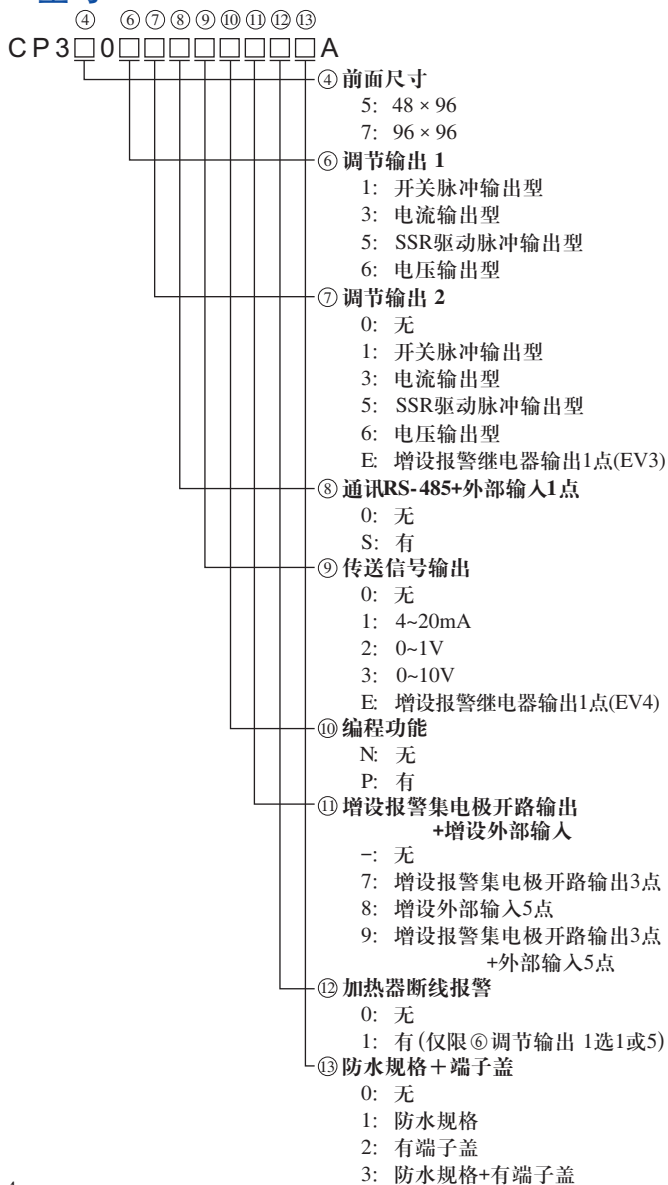 ④ ⑥⑦⑧⑨⑩⑪⑫⑬
CP3□0□□□□□□□□A
④前面尺寸
5: 48×96
7: 96×96
⑥调节输出 1
1: 开关脉冲输出型
3: 电流输出型
5: SSR驱动脉冲输出型
6: 电压输出型
⑦调节输出 2
0: 无
1: 开关脉冲输出型
3: 电流输出型
5: SSR驱动脉冲输出型
6: 电压输出型
E: 增设报警继电器输出1点(EV3)
⑧通讯RS-485+外部输入1点
0: 无
S: 有
⑨传送信号输出
0: 无
1: 4~20mA
2: 0~1V
3: 0~10V
E: 增设报警继电器输出1点(EV4)
⑩编程功能
N: 无
P: 有
⑪增设报警集电极开路输出
+增设外部输入
−: 无
7: 增设报警集电极开路输出3点
8: 增设外部输入5点
9: 增设报警集电极开路输出3点
+外部输入5点
⑫加热器断线报警
0: 无
1: 有(仅限⑥调节输出 1选1或5)
⑬防水规格＋端子盖
0: 无
1: 防水规格
2: 有端子盖
3: 防水规格+有端子盖